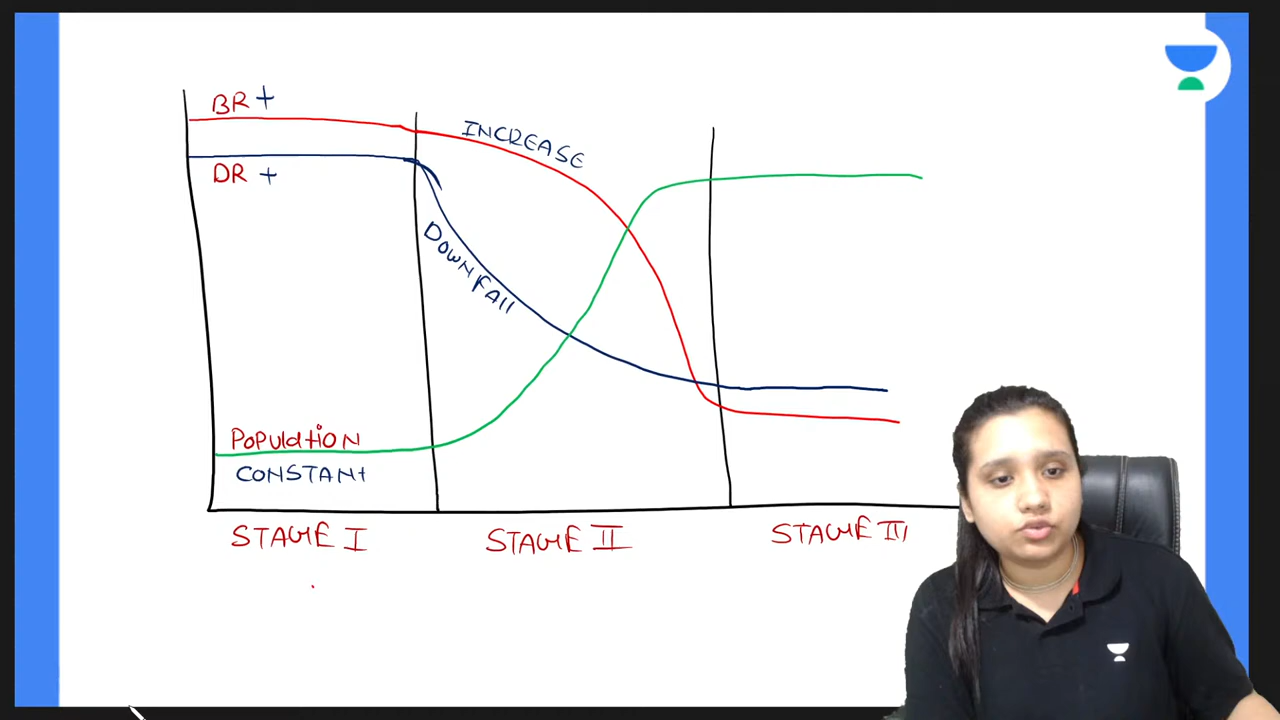 BR +
DR +
INCREASE
DOWNFAll
POPUlAtiON
CONSTANt
STAGE I
STAGE II
STAGE III